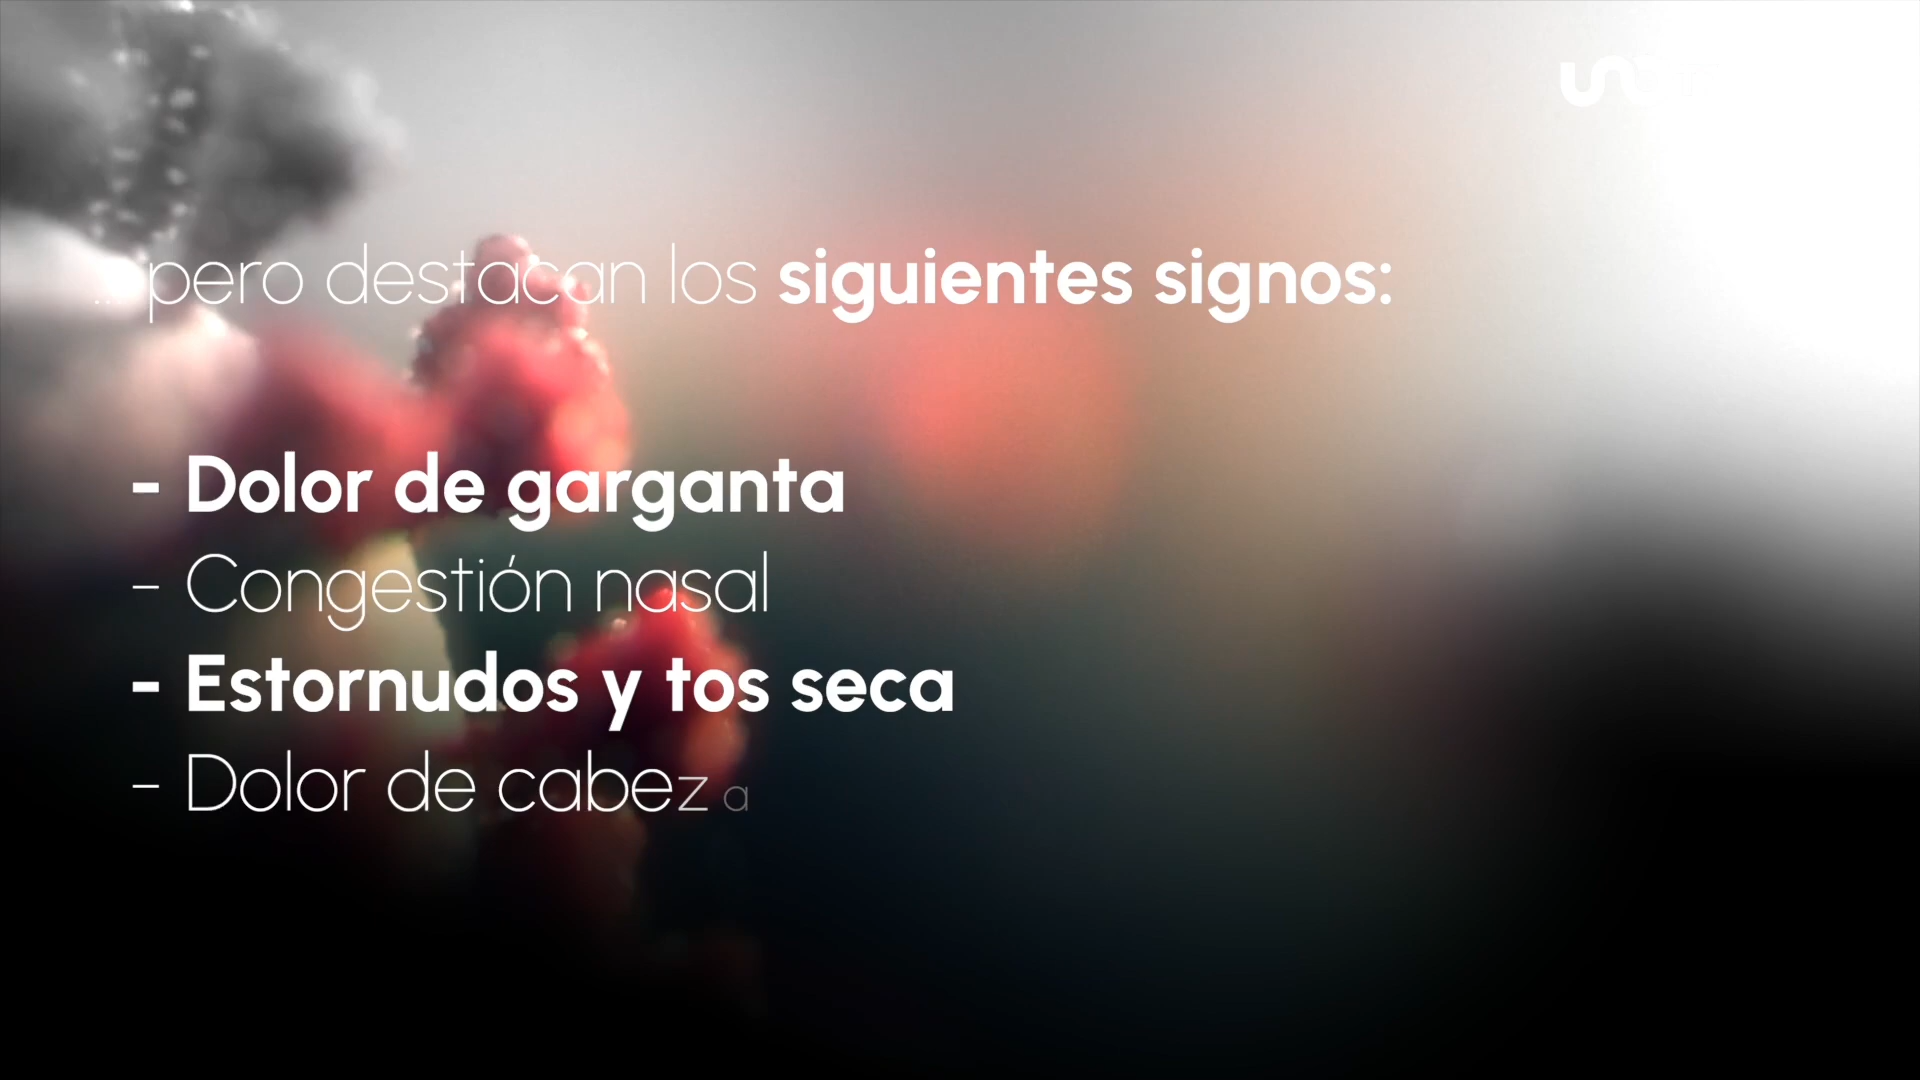 ... pero destacan los siguientes signos:
- Dolor de garganta
- Congestión nasal
- Estornudos y tos seca
- Dolor de cabeza